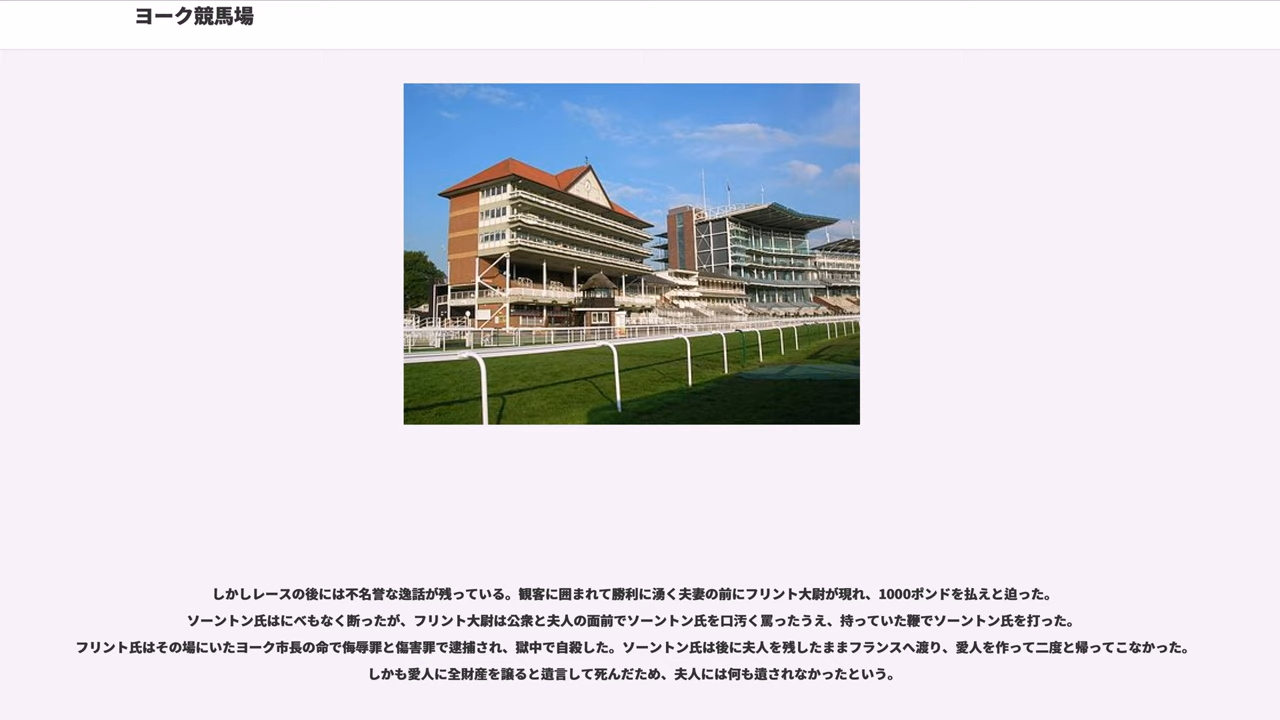 ヨーク競馬場
しかしレースの後には不名誉な逸話が残っている。観客に囲まれて勝利に湧く夫妻の前にフリント大尉が現れ、1000ポンドを払えと迫った。
ソーントン氏はにべもなく断ったが、フリント大尉は公衆と夫人の面前でソーントン氏を口汚く罵ったうえ、持っていた鞭でソーントン氏を打った。
フリント氏はその場にいたヨーク市長の命で侮辱罪と傷害罪で逮捕され、獄中で自殺した。ソーントン氏は後に夫人を残したままフランスへ渡り、愛人を作って二度と帰ってこなかった。
しかも愛人に全財産を譲ると遺言して死んだため、夫人には何も遺されなかったという。